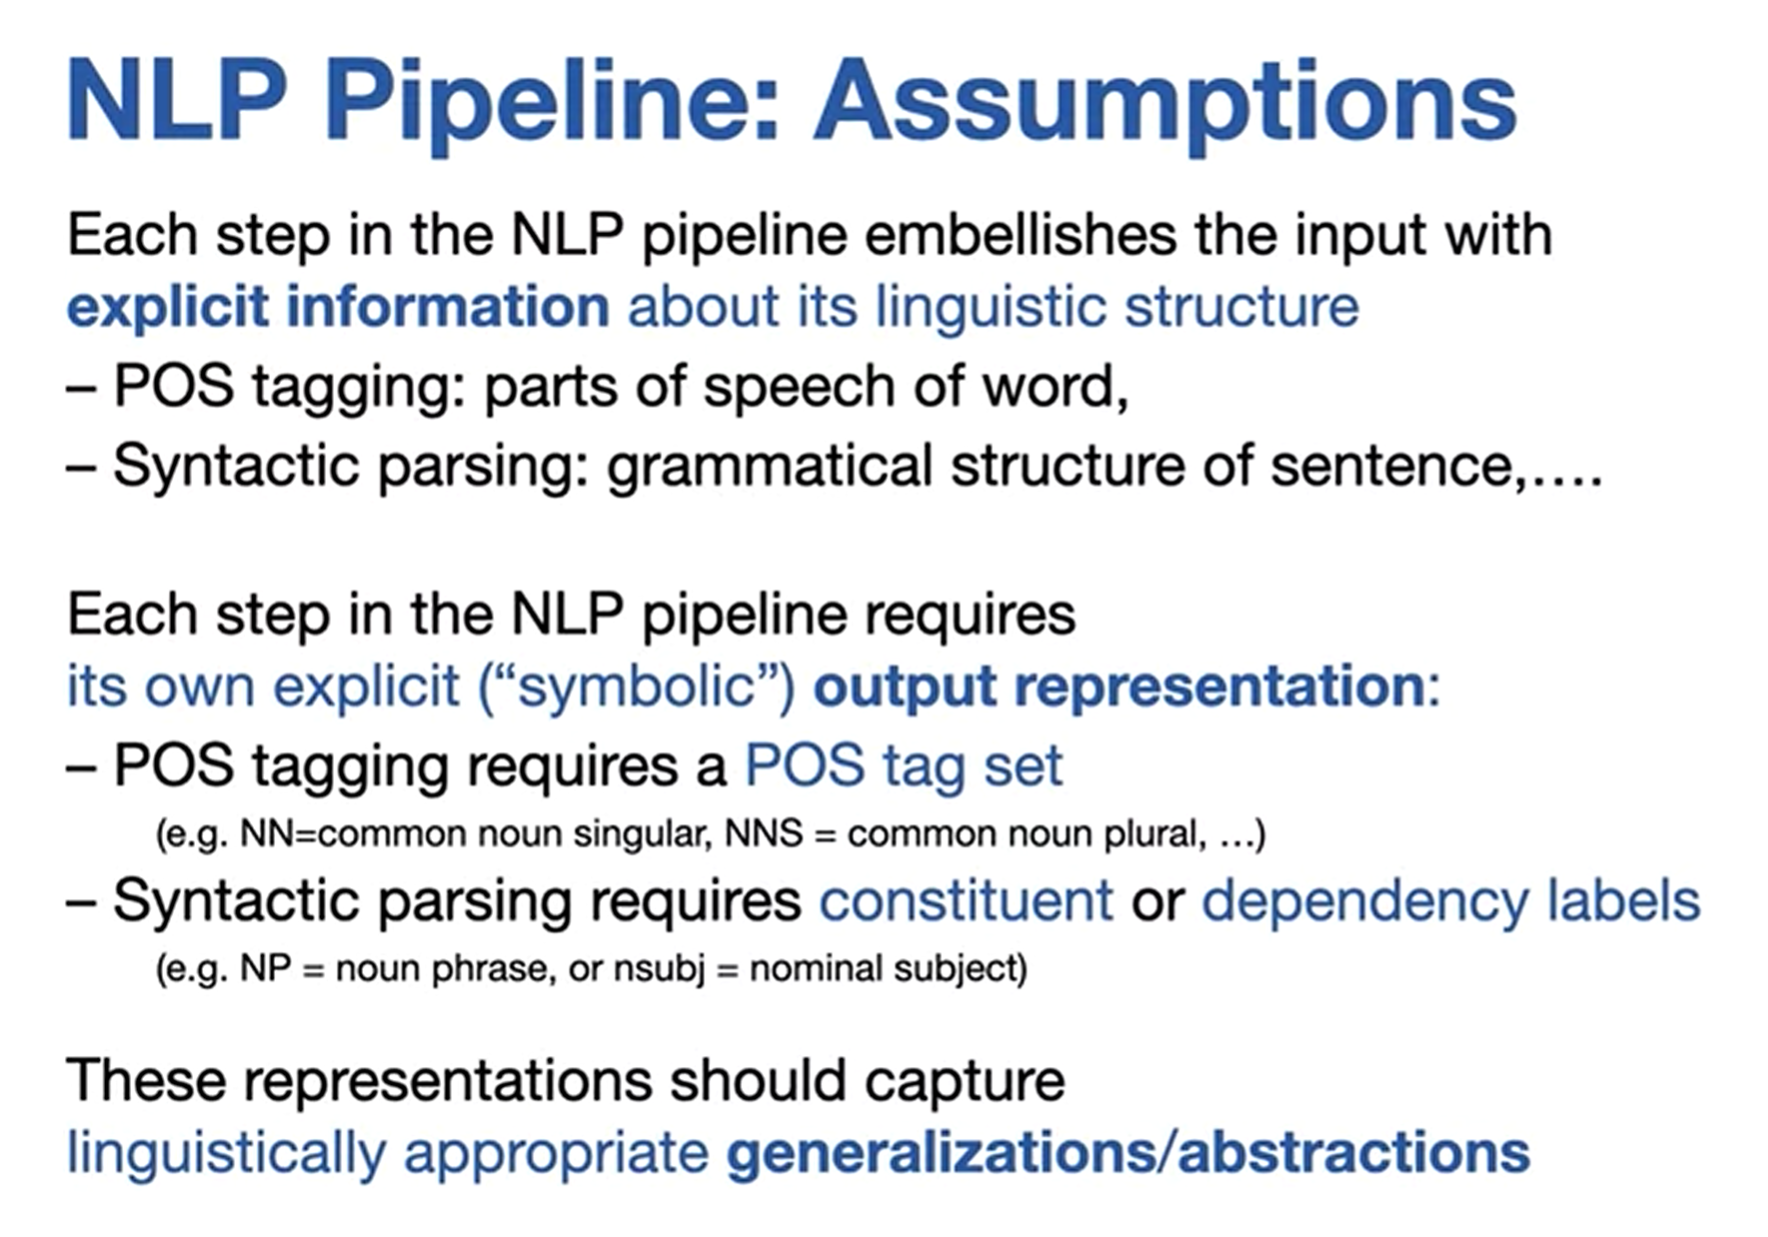 NLP Pipeline: Assumptions
Each step in the NLP pipeline embellishes the input with
explicit information about its linguistic structure
– POS tagging: parts of speech of word,
– Syntactic parsing: grammatical structure of sentence,….
Each step in the NLP pipeline requires
its own explicit (“symbolic”) output representation:
– POS tagging requires a POS tag set
(e.g. NN=common noun singular, NNS = common noun plural, …)
– Syntactic parsing requires constituent or dependency labels
(e.g. NP = noun phrase, or nsubj = nominal subject)
These representations should capture
linguistically appropriate generalizations/abstractions